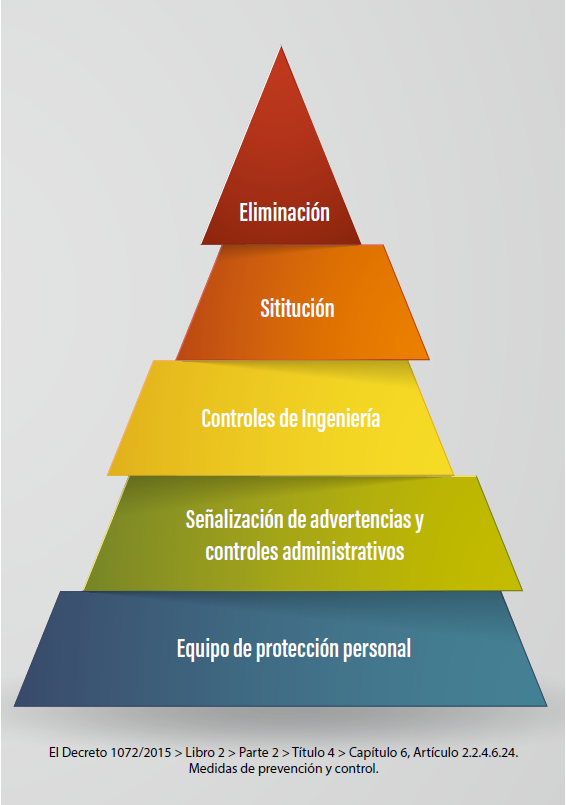 Eliminación
Sititución
Controles de Ingeniería
Señalización de advertencias y
controles administrativos
Equipo de protección personal
El Decreto 1072/2015 > Libro 2 > Parte 2 > Título 4 > Capítulo 6, Artículo 2.2.4.6.24.
Medidas de prevención y control.